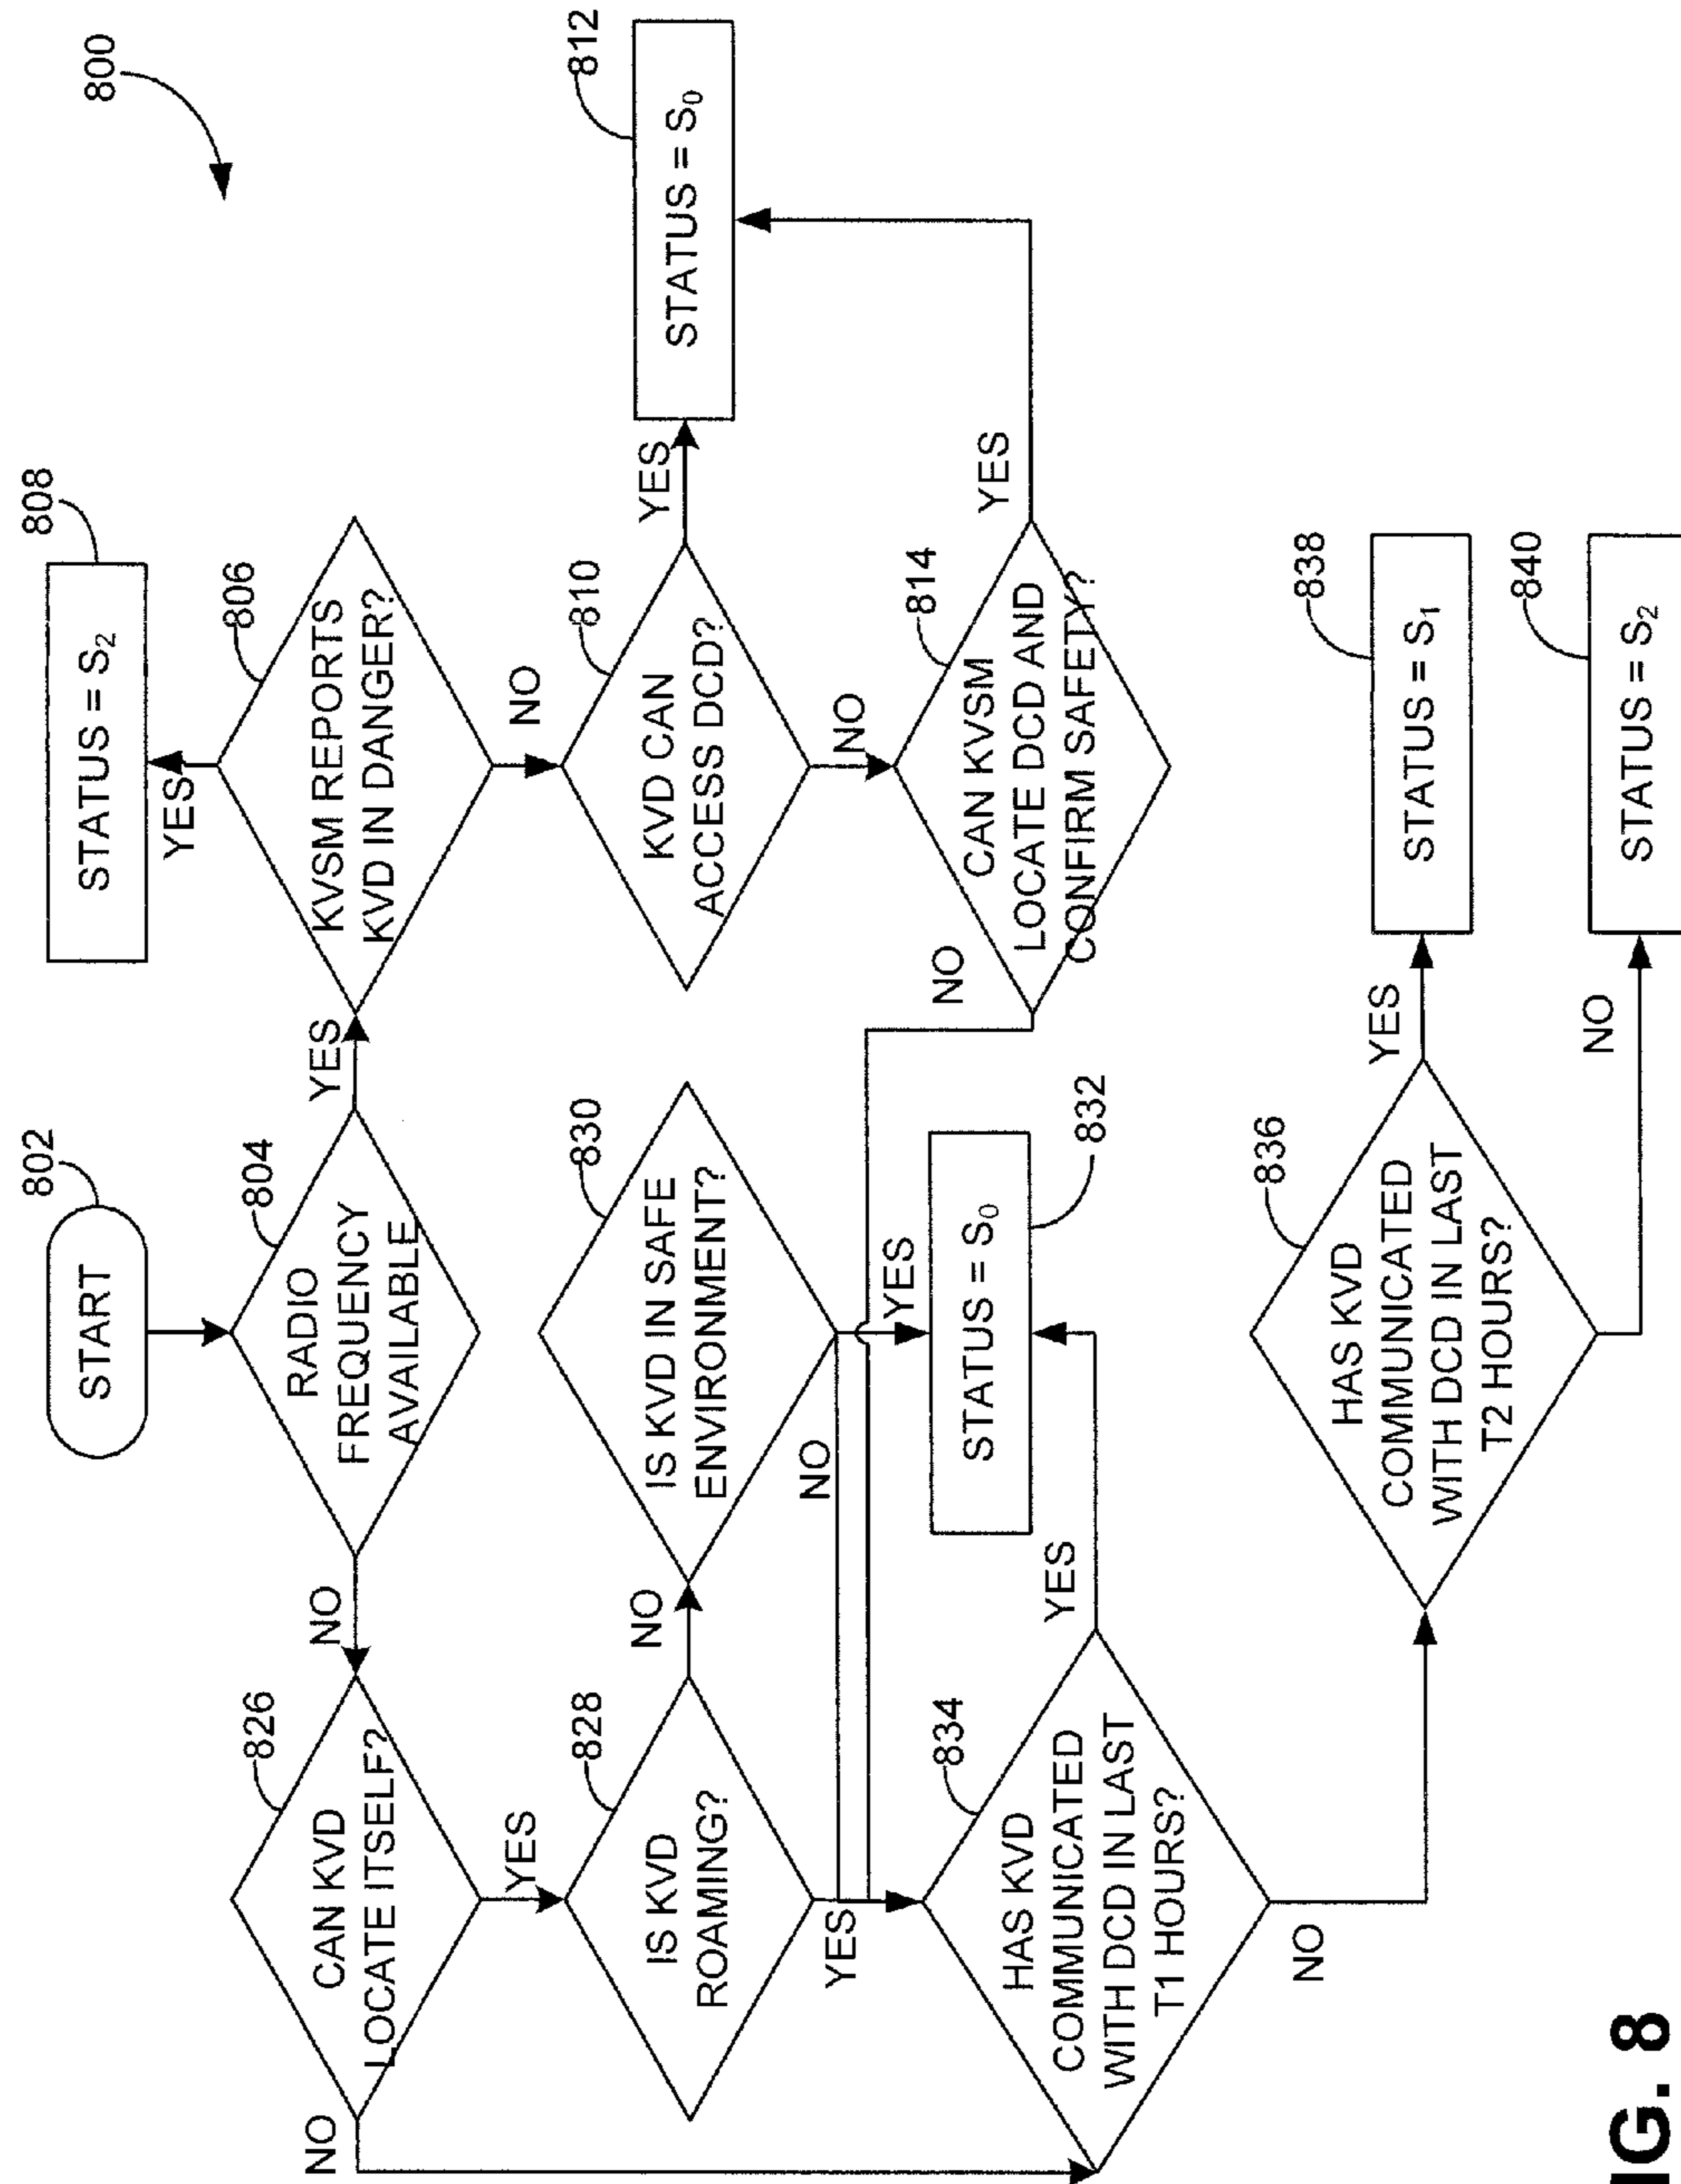 800
802
START
804
RADIO
FREQUENCY
AVAILABLE
YES
NO
806
KVSM REPORTS
KVD IN DANGER?
YES
NO
808
STATUS = S₂
810
KVD CAN
ACCESS DCD?
YES
NO
812
STATUS = S₀
814
CAN KVSM
LOCATE DCD AND
CONFIRM SAFETY?
YES
NO
826
CAN KVD
LOCATE ITSELF?
YES
NO
828
IS KVD
ROAMING?
NO
YES
830
IS KVD IN SAFE
ENVIRONMENT?
YES
NO
832
STATUS = S₀
834
HAS KVD
COMMUNICATED
WITH DCD IN LAST
T1 HOURS?
YES
NO
836
HAS KVD
COMMUNICATED
WITH DCD IN LAST
T2 HOURS?
YES
NO
838
STATUS = S₁
840
STATUS = S₂
IG. 8